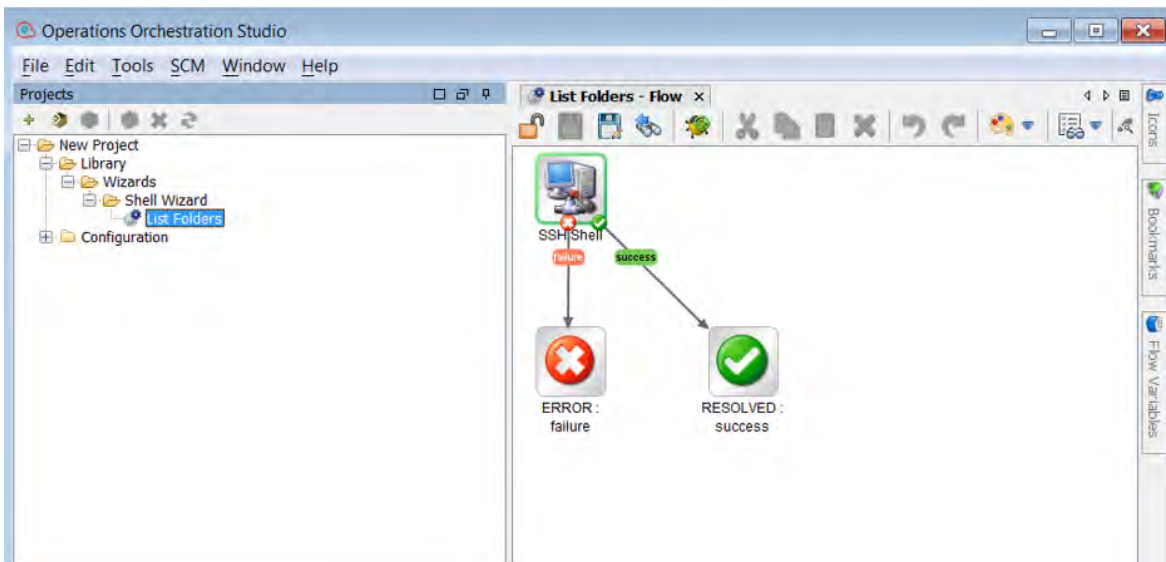 Operations Orchestration Studio
File Edit Tools SCM Window Help
Projects
New Project
Library
Wizards
Shell Wizard
List Folders
Configuration
List Folders - Flow
SSH Shell
failure
success
ERROR :
failure
RESOLVED :
success
Icons
Bookmarks
Flow Variables